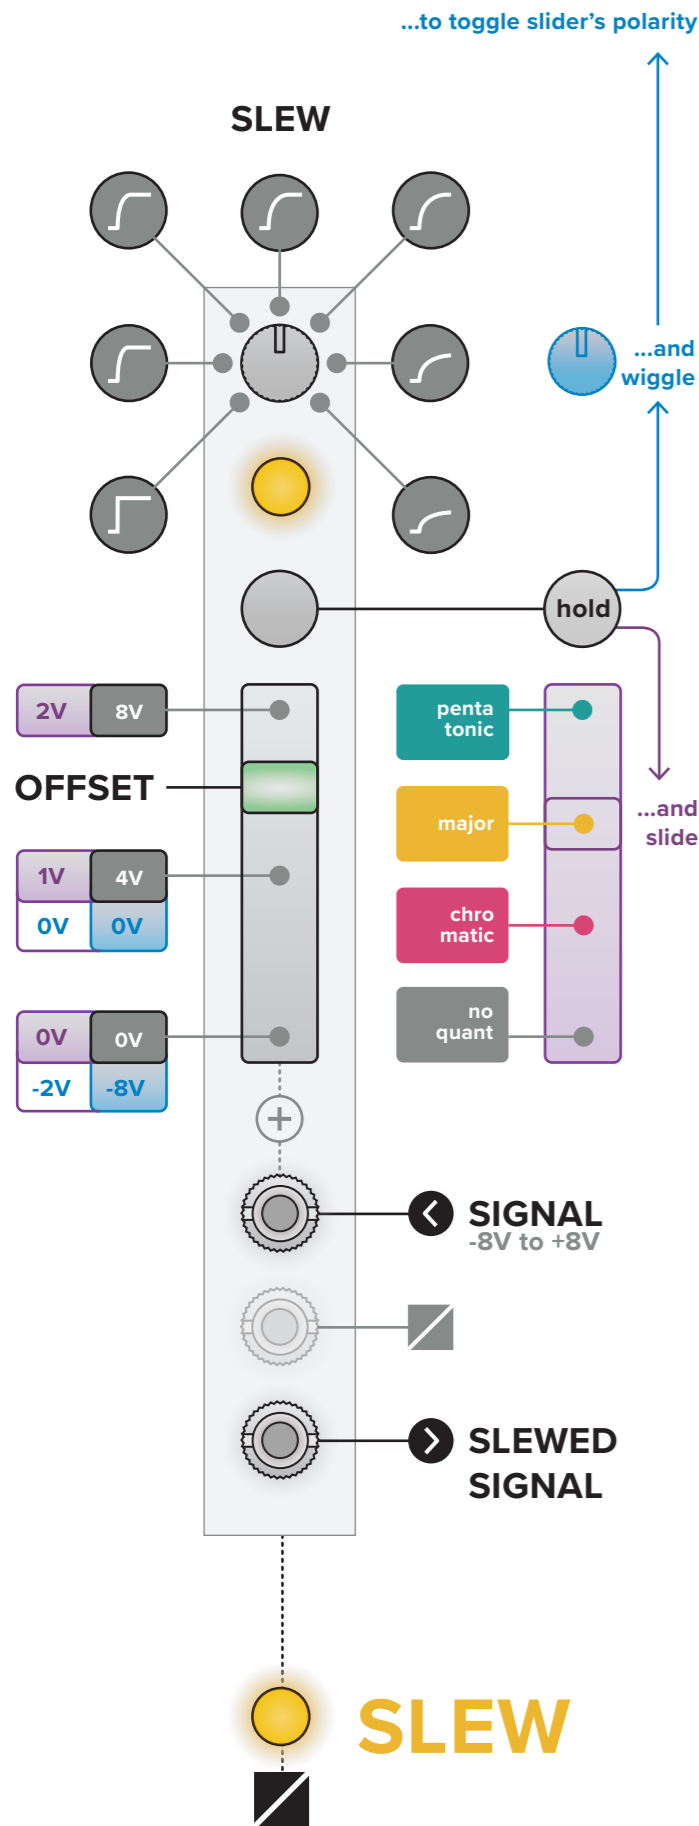 ...to toggle slider’s polarity
SLEW
...and
wiggle
hold
2V 8V
OFFSET
1V 4V
0V 0V
0V 0V
-2V -8V
penta
tonic
major
chro
matic
no
quant
...and
slide
SIGNAL
-8V to +8V
SLEWED
SIGNAL
SLEW